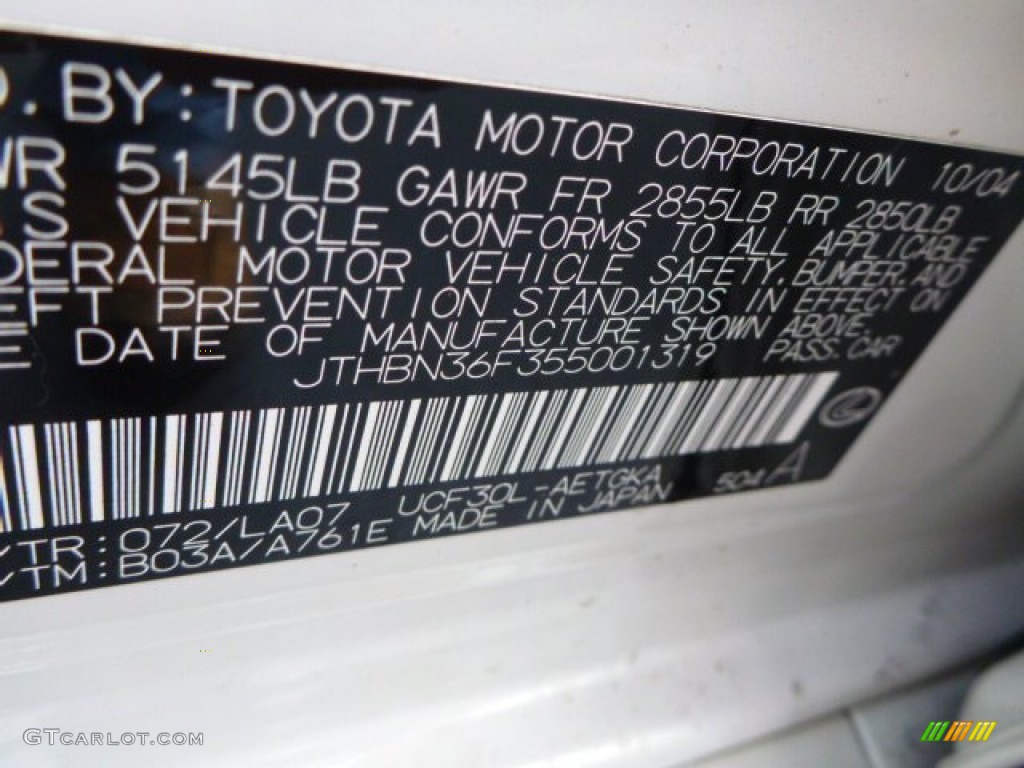 D. BY: TOYOTA MOTOR CORPORATION 10/04
WR 5145LB GAWR FR 2855LB RR 2850LB
S VEHICLE CONFORMS TO ALL APPLICABLE
DERAL MOTOR VEHICLE SAFETY, BUMPER, AND
EFT PREVENTION STANDARDS IN EFFECT ON
E DATE OF MANUFACTURE SHOWN ABOVE.
JTHBN36F355001319 PASS. CAR
/TR: 072/LA07 UCF30L-AETGKA 504 A
/TM: B03A/A761E MADE IN JAPAN
GTCARLOT.COM